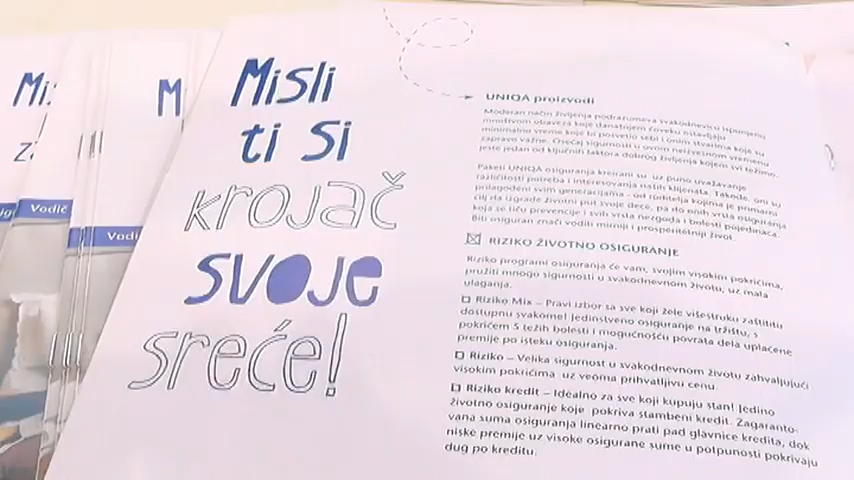 Misli
ti si
krojač
svoje
sreće!
UNIQA proizvodi
Moderan način življenja podrazumeva svakodnevicu ispunjenu
mnoštvom obaveza koje današnjem čoveku ostavljaju
minimalno vreme koje bi posvetio sebi i onim stvarima koje su
zapravo važne. Osećaj sigurnosti u ovom neizvesnom vremenu
jeste jedan od ključnih faktora dobrog življenja kojem svi težimo.
Paketi UNIQA osiguranja kreirani su uz puno uvažavanje
različitosti potreba i interesovanja naših klijenata. Takođe, oni su
prilagođeni svim generacijama – od roditelja kojima je primarni
cilj da izgrade životni put svoje dece, pa do onih vrsta osiguranja
koja se tiču prevencije i svih vrsta nezgoda i bolesti pojedinaca.
Biti osiguran znači voditi mirniji i prosperitetniji život.
RIZIKO ŽIVOTNO OSIGURANJE
Riziko programi osiguranja će vam, svojim visokim pokrićima,
pružiti mnogo sigurnosti u svakodnevnom životu, uz mala
ulaganja.
Riziko Mix – Pravi izbor za sve koji žele višestruku zaštitu
dostupnu svakome! Jedinstveno osiguranje na tržištu, s
pokrićem 5 težih bolesti i mogućnošću povrata dela uplaćene
premije po isteku osiguranja.
Riziko – Velika sigurnost u svakodnevnom životu zahvaljujući
visokim pokrićima uz veoma prihvatljivu cenu.
Riziko kredit – Idealno za sve koji kupuju stan! Jedino
životno osiguranje koje pokriva stambeni kredit. Zagaranto-
vana suma osiguranja linearno prati pad glavnice kredita, dok
niske premije uz visoke osigurane sume u potpunosti pokrivaju
dug po kreditu.
Mi
M
Vodič
Vodi